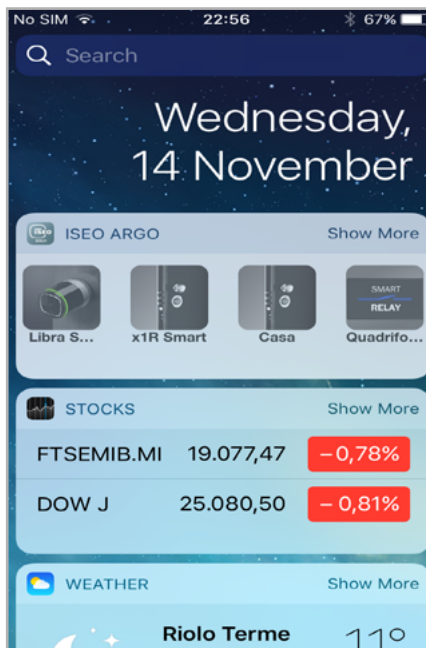 No SIM 22:56 67%
Search
Wednesday,
14 November
iseo ISEO ARGO Show More
SMART
RELAY
Libra S... x1R Smart Casa Quadrifo...
STOCKS Show More
FTSEMIB.MI 19.077,47 −0,78%
DOW J 25.080,50 −0,81%
WEATHER Show More
Riolo Terme 11°